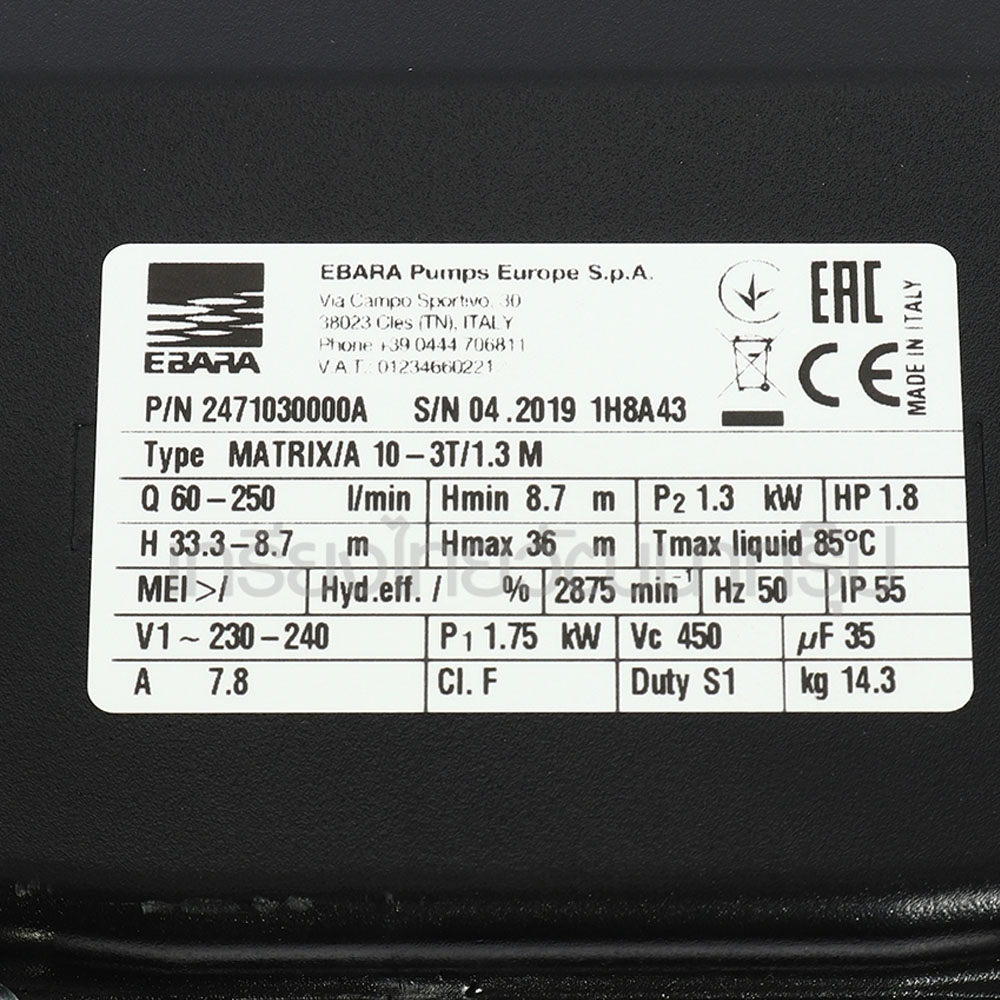 EBARA
EBARA Pumps Europe S.p.A.
Via Campo Sportivo, 30
38023 Cles (TN), ITALY
Phone +39 0444 706811
V.A.T.: 01234660221
EAC
CE
MADE IN ITALY
P/N 2471030000A S/N 04.2019 1H8A43
Type MATRIX/A 10-3T/1.3 M
Q 60-250 l/min Hmin 8.7 m P2 1.3 kW HP 1.8
H 33.3-8.7 m Hmax 36 m Tmax liquid 85°C
MEI >/ Hyd.eff. / % 2875 min-1 Hz 50 IP 55
V1~230-240 P1 1.75 kW Vc 450 µF 35
A 7.8 Cl. F Duty S1 kg 14.3